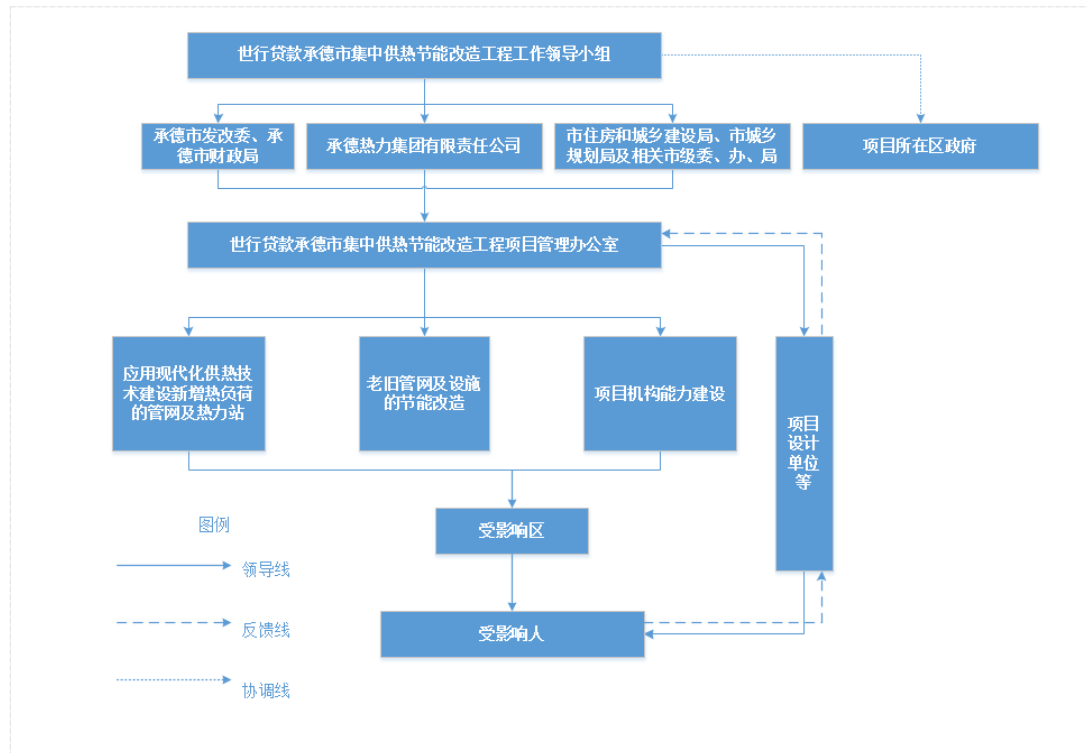 世行贷款承德市集中供热节能改造工程工作领导小组
承德市发改委、承
德市财政局
承德热力集团有限责任公司
市住房和城乡建设局、市城乡
规划局及相关市级委、办、局
项目所在区政府
世行贷款承德市集中供热节能改造工程项目管理办公室
应用现代化供热技
术建设新增热负荷
的管网及热力站
老旧管网及设施
的节能改造
项目机构能力建设
项目
设计
单位
等
受影响区
受影响人
图例
领导线
反馈线
协调线